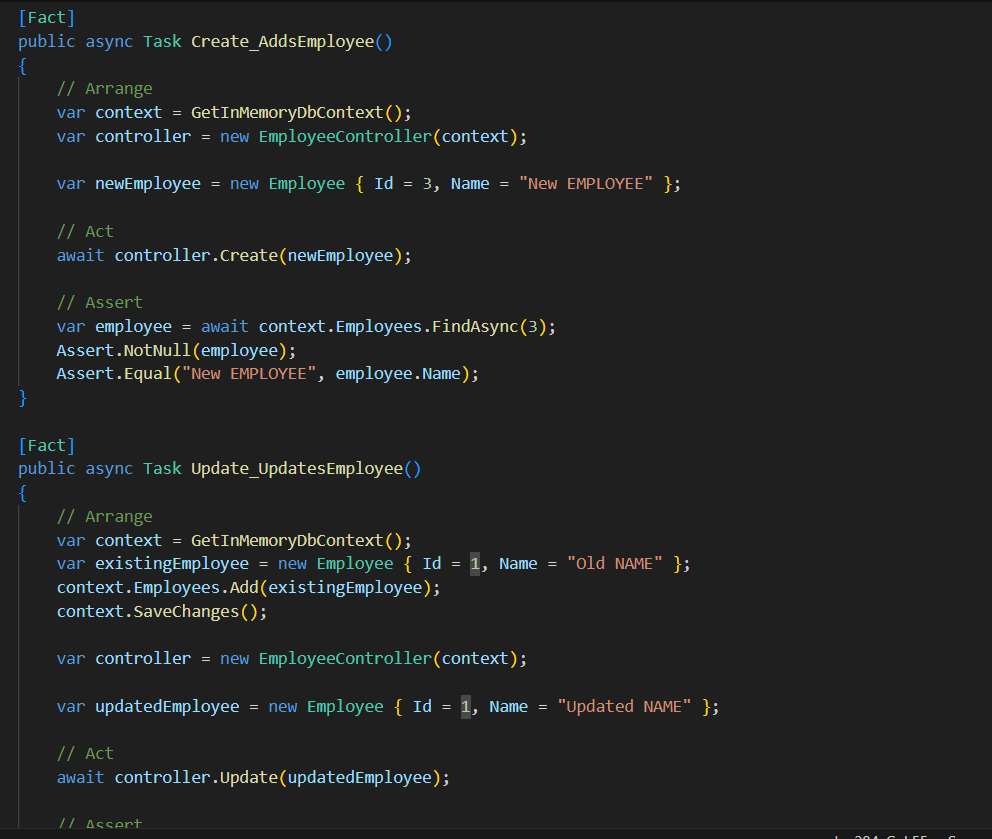 [Fact]
public async Task Create_AddsEmployee()
{
// Arrange
var context = GetInMemoryDbContext();
var controller = new EmployeeController(context);
var newEmployee = new Employee { Id = 3, Name = "New EMPLOYEE" };
// Act
await controller.Create(newEmployee);
// Assert
var employee = await context.Employees.FindAsync(3);
Assert.NotNull(employee);
Assert.Equal("New EMPLOYEE", employee.Name);
}
[Fact]
public async Task Update_UpdatesEmployee()
{
// Arrange
var context = GetInMemoryDbContext();
var existingEmployee = new Employee { Id = 1, Name = "Old NAME" };
context.Employees.Add(existingEmployee);
context.SaveChanges();
var controller = new EmployeeController(context);
var updatedEmployee = new Employee { Id = 1, Name = "Updated NAME" };
// Act
await controller.Update(updatedEmployee);
// Assert